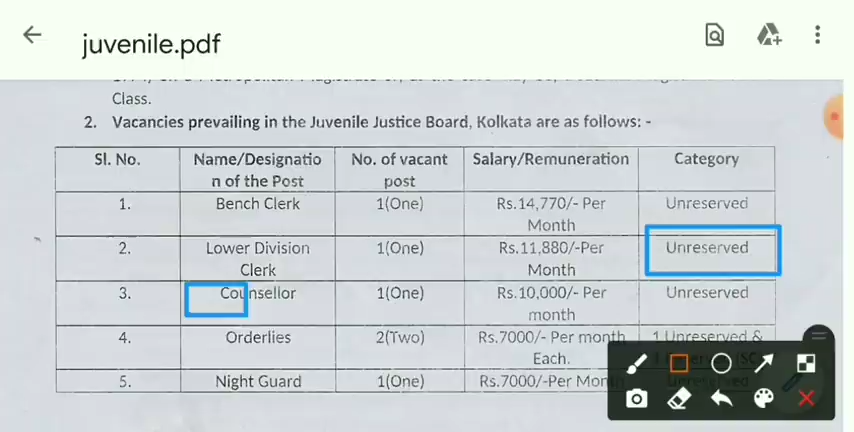 juvenile.pdf
Class.
2. Vacancies prevailing in the Juvenile Justice Board, Kolkata are as follows: -
Sl. No. Name/Designatio No. of vacant Salary/Remuneration Category
n of the Post post
1. Bench Clerk 1(One) Rs.14,770/- Per Unreserved
Month
2. Lower Division 1(One) Rs.11,880/-Per Unreserved
Clerk Month
3. Counsellor 1(One) Rs.10,000/- Per Unreserved
month
4. Orderlies 2(Two) Rs.7000/- Per month 1 Unreserved &
Each.
5. Night Guard 1(One) Rs.7000/-Per Month Unreserved